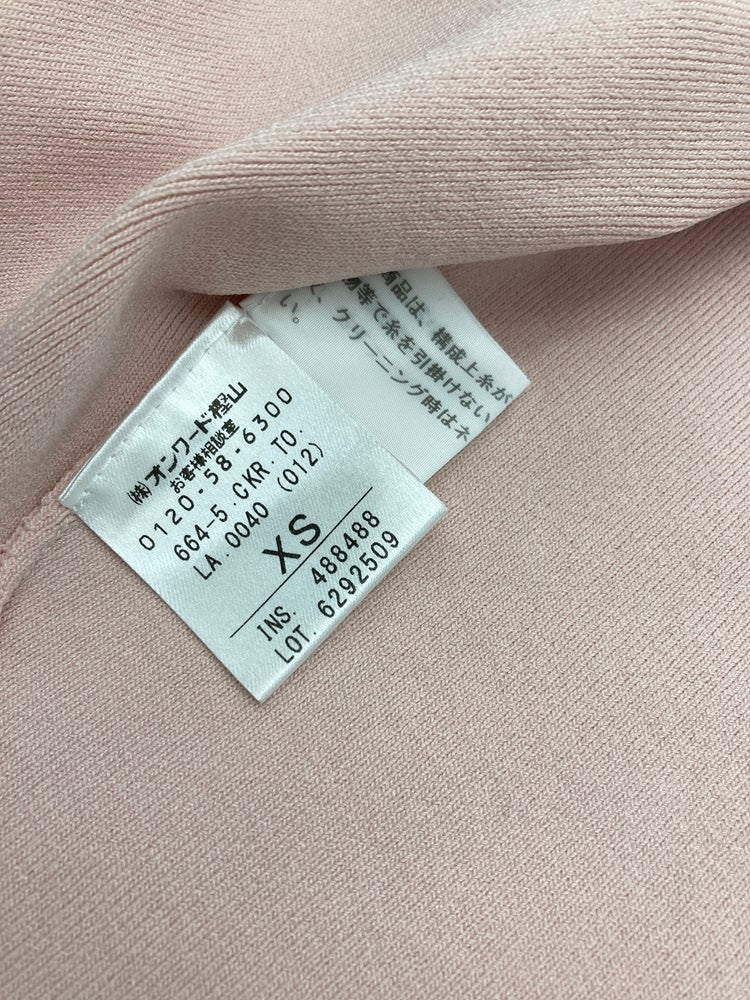 ㈱オンワード樫山
お客様相談室
0120-58-6300
664-5.CKR.TO.
LA.0040 (012)
XS
INS. 488488
LOT. 6292509
商品は、構成上糸が
物等で糸を引掛けない
い。
クリーニング時はネ